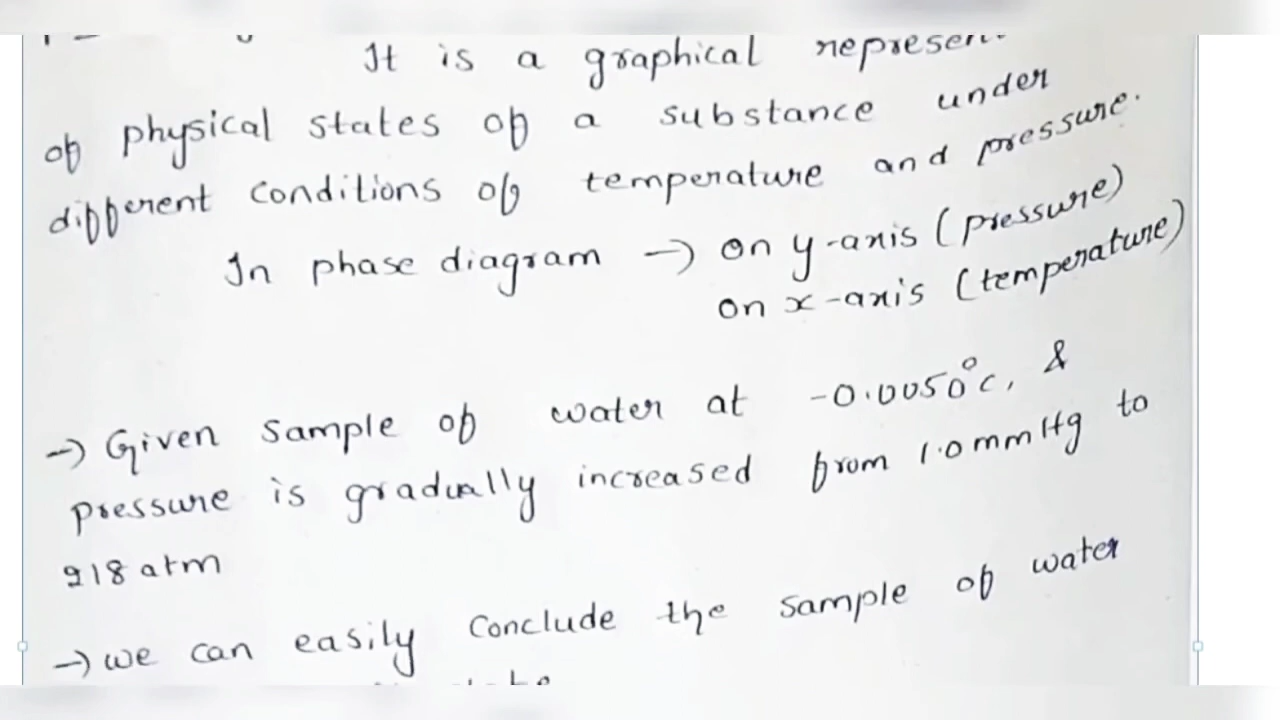 It is a graphical represen
of physical states of a substance under
different conditions of temperature and pressure.
In phase diagram → on y-axis (pressure)
on x-axis (temperature)
→ Given sample of water at -0.0050°c, &
pressure is gradually increased from 1.0 mmHg to
218 atm
→ we can easily conclude the sample of water